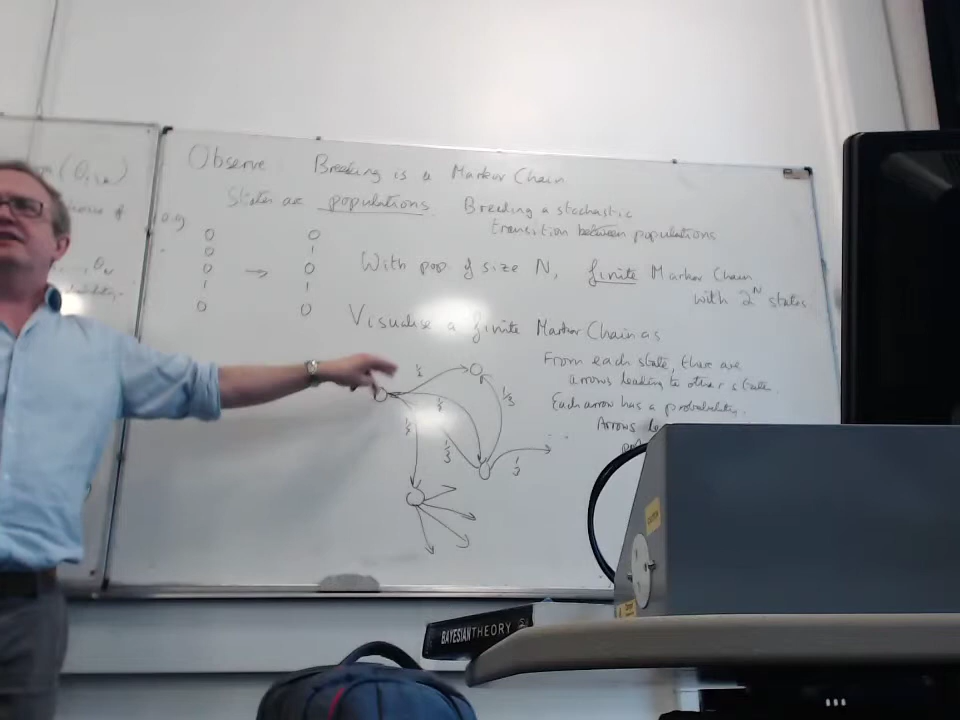 Observe Breeding is a Markov Chain
States are populations. Breeding a stochastic
transition between populations
e.g.
0 0
0 1
0 → 0
1 1
0 0
With pop. of size N, finite Markov Chain
with 2^N states
Visualise a finite Markov Chain as
From each state, there are
arrows leading to other state
Each arrow has a probability.
Arrows
1/3
1/3
1/3
1/3
BAYESIAN THEORY